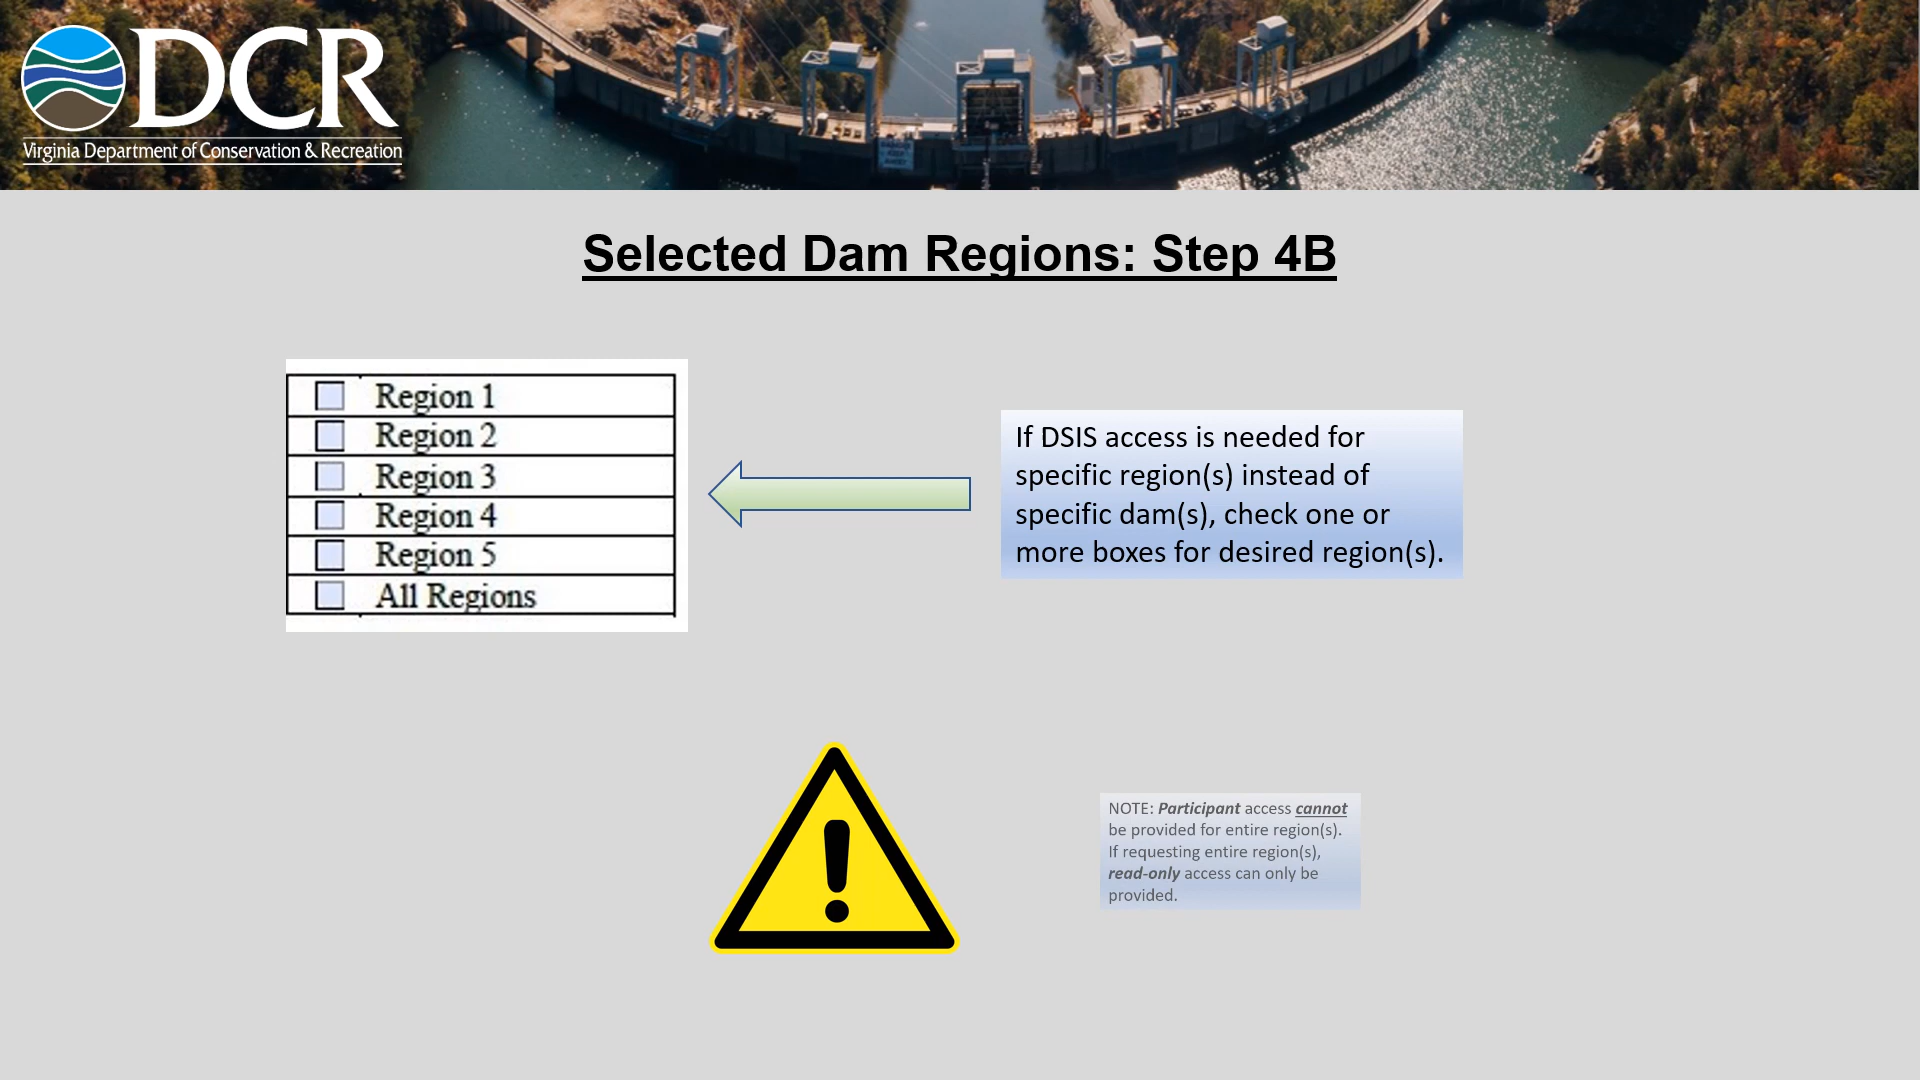 DCR
Virginia Department of Conservation & Recreation
Selected Dam Regions: Step 4B
Region 1
Region 2
Region 3
Region 4
Region 5
All Regions
If DSIS access is needed for
specific region(s) instead of
specific dam(s), check one or
more boxes for desired region(s).
NOTE: Participant access cannot
be provided for entire region(s).
If requesting entire region(s),
read-only access can only be
provided.